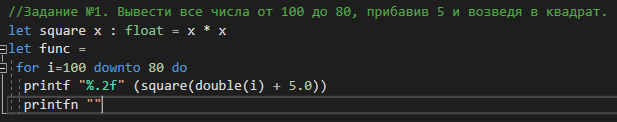 //Задание №1. Вывести все числа от 100 до 80, прибавив 5 и возведя в квадрат.
let square x : float = x * x
let func =
for i=100 downto 80 do
printf "%.2f" (square(double(i) + 5.0))
printfn ""